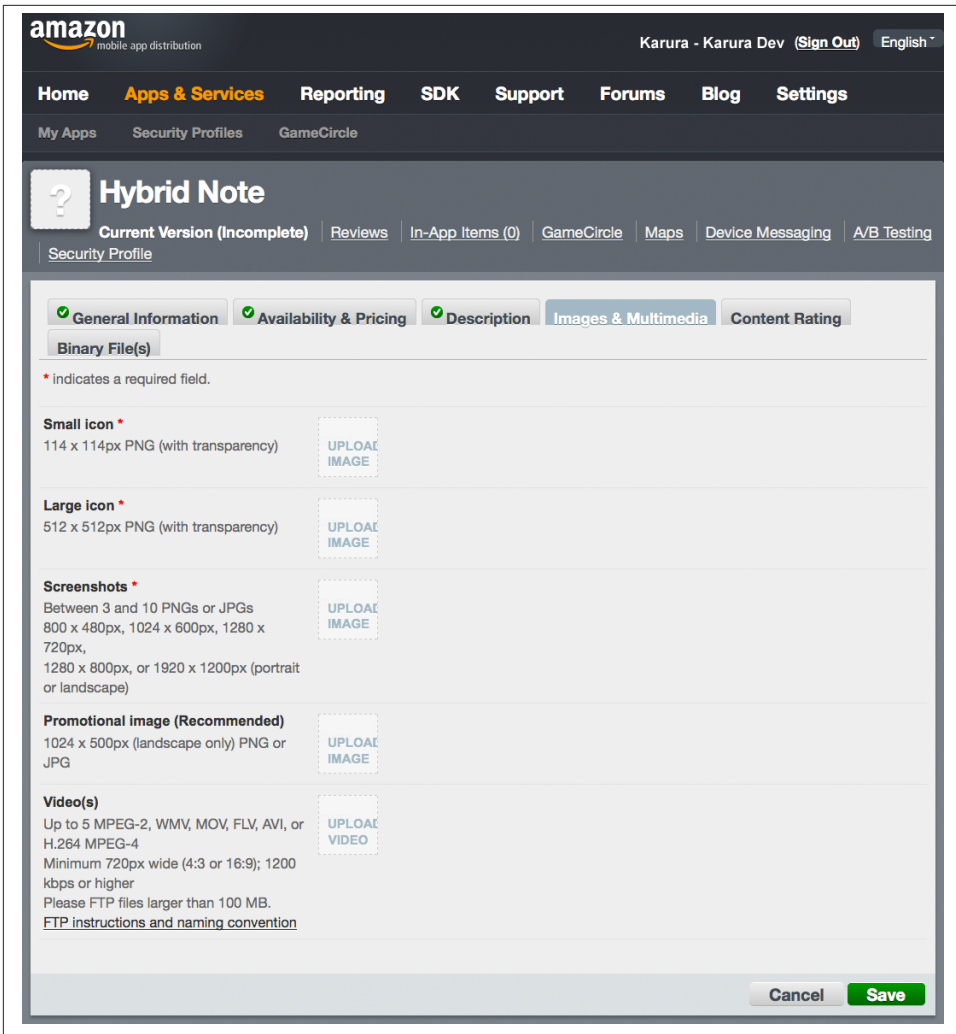 amazon
mobile app distribution
Karura - Karura Dev (Sign Out) English
Home Apps & Services Reporting SDK Support Forums Blog Settings
My Apps Security Profiles GameCircle
?
Hybrid Note
Current Version (Incomplete) Reviews In-App Items (0) GameCircle Maps Device Messaging A/B Testing
Security Profile
General Information Availability & Pricing Description Images & Multimedia Content Rating
Binary File(s)
* indicates a required field.
Small icon *
114 x 114px PNG (with transparency)
UPLOAD
IMAGE
Large icon *
512 x 512px PNG (with transparency)
UPLOAD
IMAGE
Screenshots *
Between 3 and 10 PNGs or JPGs
800 x 480px, 1024 x 600px, 1280 x
720px,
1280 x 800px, or 1920 x 1200px (portrait
or landscape)
UPLOAD
IMAGE
Promotional image (Recommended)
1024 x 500px (landscape only) PNG or
JPG
UPLOAD
IMAGE
Video(s)
Up to 5 MPEG-2, WMV, MOV, FLV, AVI, or
H.264 MPEG-4
Minimum 720px wide (4:3 or 16:9); 1200
kbps or higher
Please FTP files larger than 100 MB.
FTP instructions and naming convention
UPLOAD
VIDEO
Cancel Save